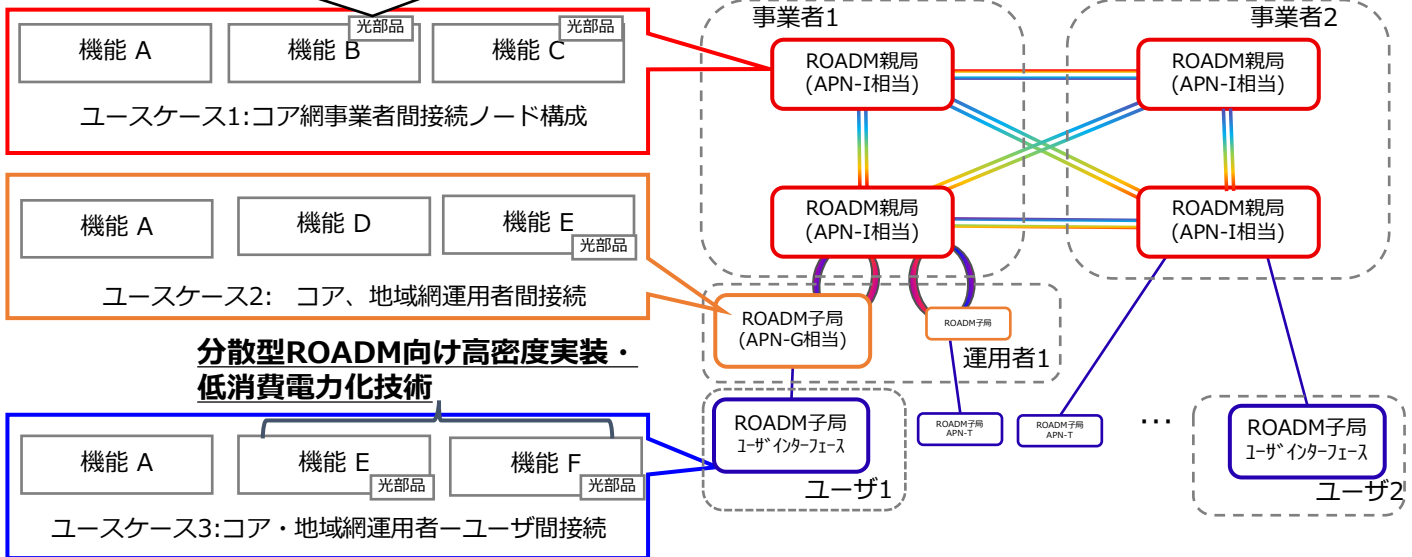 機能 A
機能 B
光部品
機能 C
光部品
ユースケース1:コア網事業者間接続ノード構成
機能 A
機能 D
機能 E
光部品
ユースケース2: コア、地域網運用者間接続
分散型ROADM向け高密度実装・
低消費電力化技術
機能 A
機能 E
光部品
機能 F
光部品
ユースケース3:コア・地域網運用者ーユーザ間接続
事業者1
事業者2
ROADM親局
(APN-I相当)
ROADM親局
(APN-I相当)
ROADM親局
(APN-I相当)
ROADM親局
(APN-I相当)
ROADM子局
(APN-G相当)
ROADM子局
運用者1
ROADM子局
ﾕｰｻﾞｲﾝﾀｰﾌｪｰｽ
ユーザ1
ROADM子局
APN-T
ROADM子局
APN-T
…
ROADM子局
ﾕｰｻﾞｲﾝﾀｰﾌｪｰｽ
ユーザ2